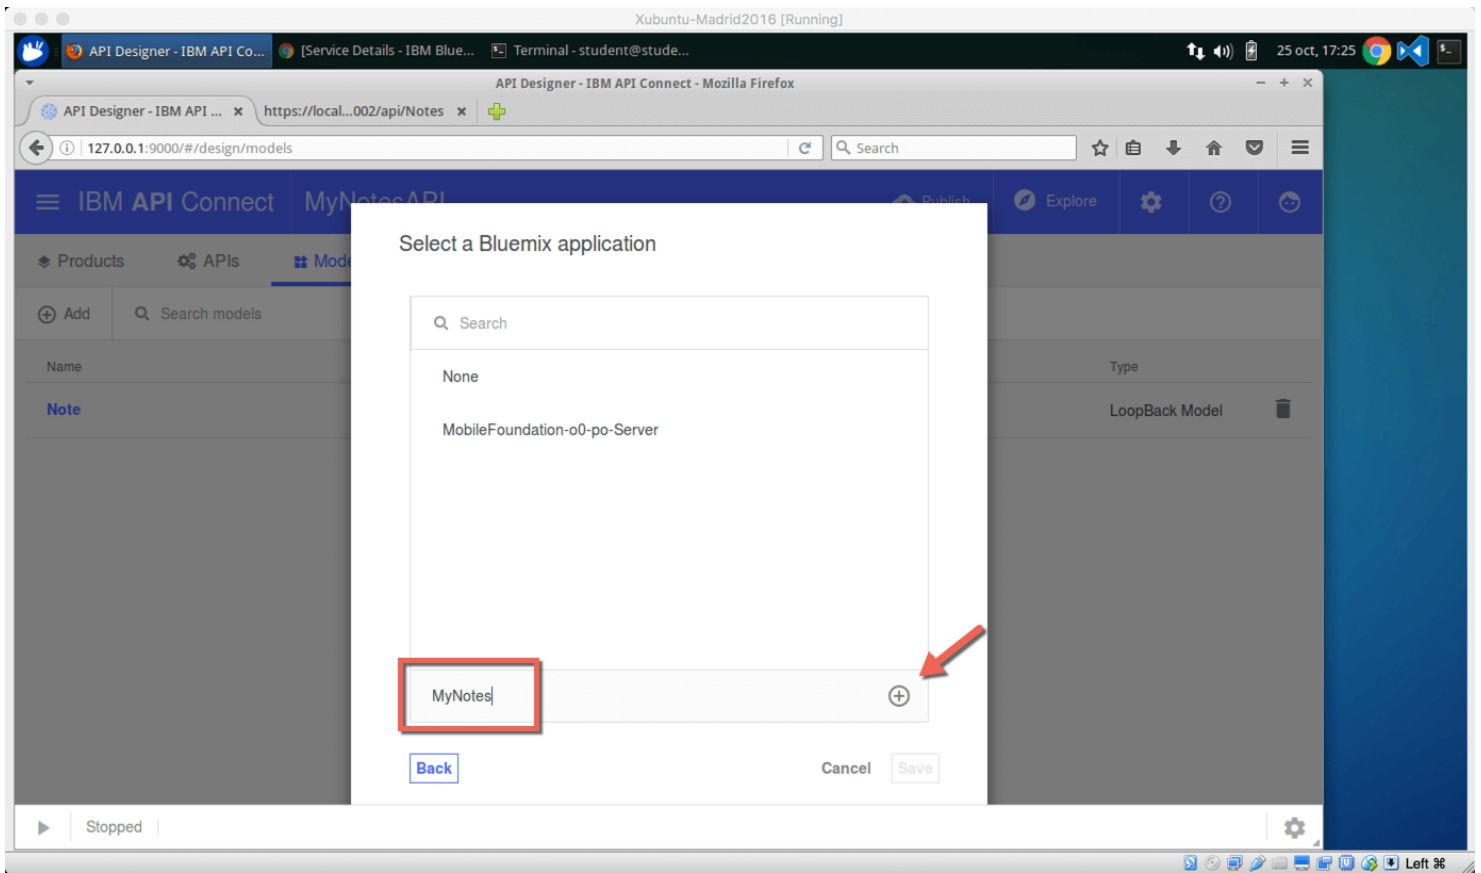 Xubuntu-Madrid2016 [Running]
API Designer - IBM API Co... [Service Details - IBM Blue... Terminal - student@stude... 25 oct, 17:25
API Designer - IBM API Connect - Mozilla Firefox
API Designer - IBM API ... https://local...002/api/Notes
127.0.0.1:9000/#/design/models Search
IBM API Connect MyNotesAPI Publish Explore
Select a Bluemix application
Products APIs Mode
Add Search models
Search
Name Type
None
Note LoopBack Model
MobileFoundation-o0-po-Server
MyNotes
Back Cancel Save
Stopped
Left ⌘